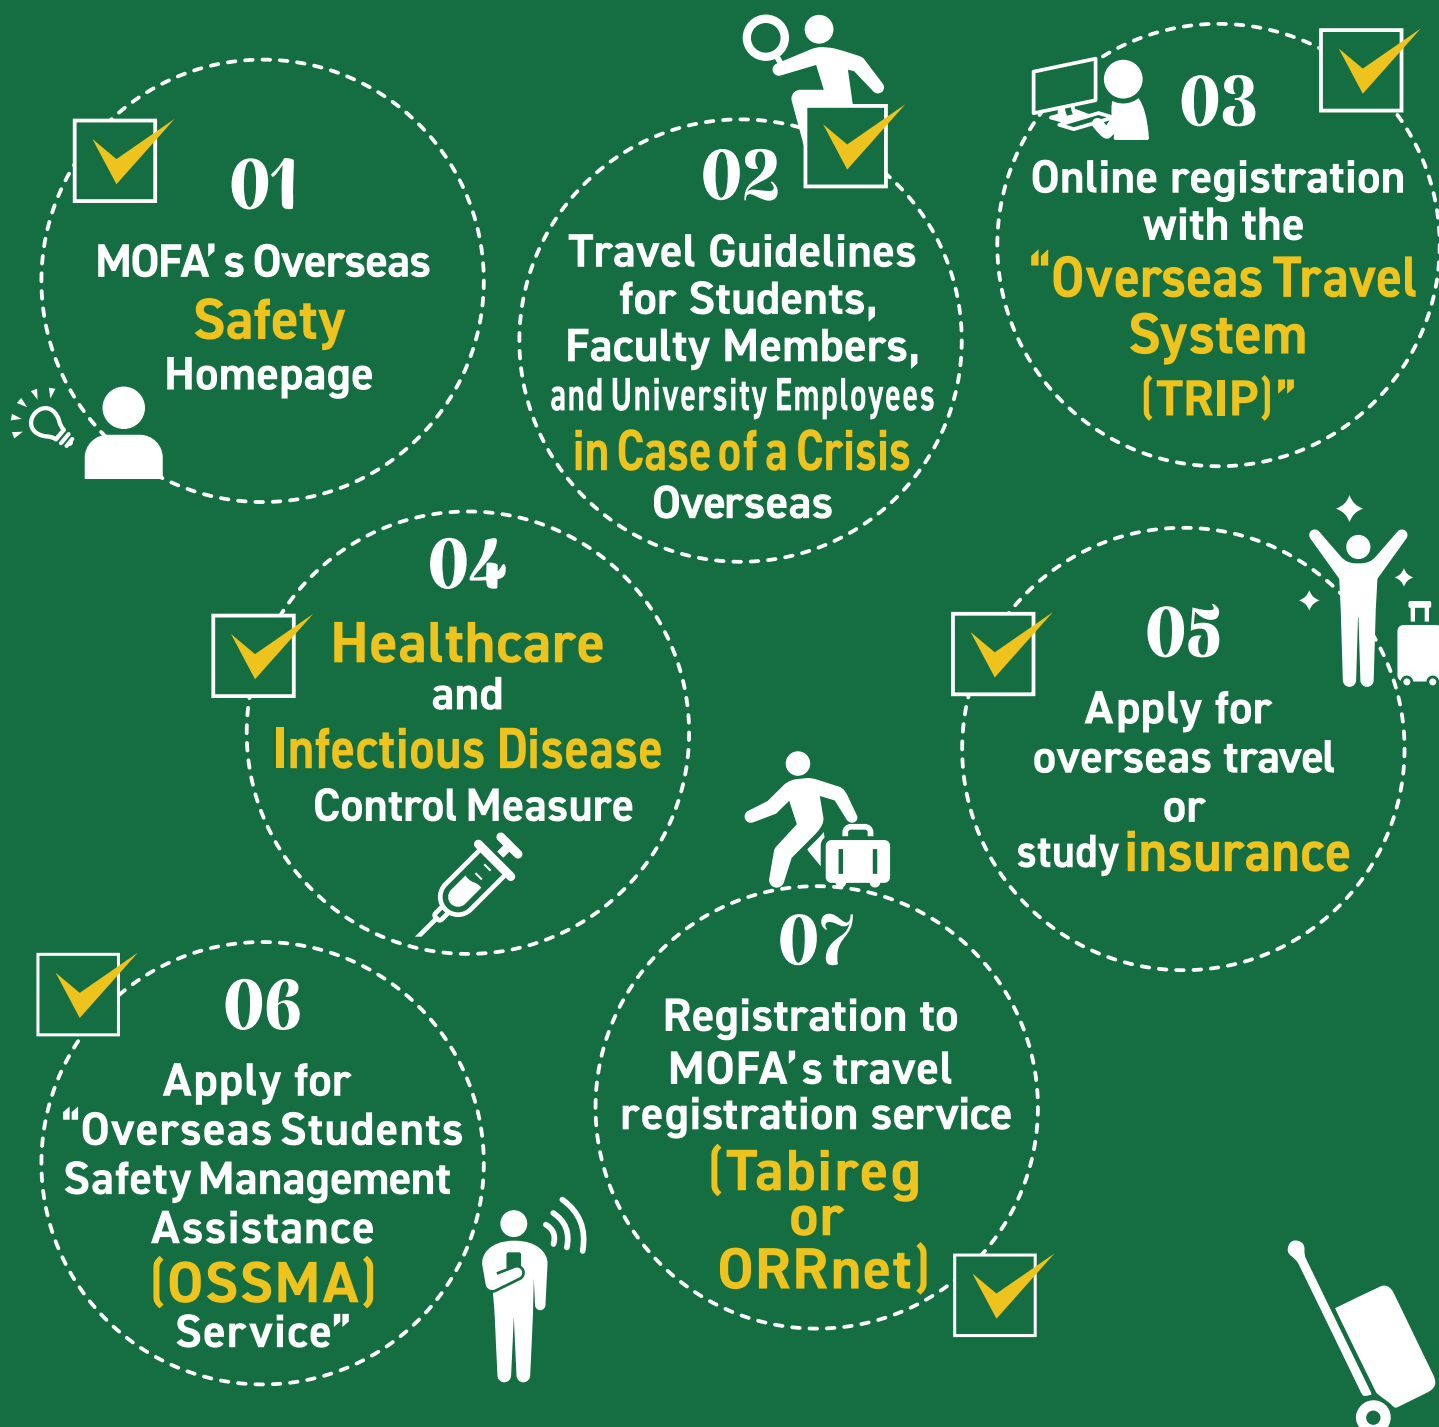 01
MOFA's Overseas
Safety
Homepage
02
Travel Guidelines
for Students,
Faculty Members,
and University Employees
in Case of a Crisis
Overseas
03
Online registration
with the
“Overseas Travel
System
(TRIP)”
04
Healthcare
and
Infectious Disease
Control Measure
05
Apply for
overseas travel
or
study insurance
06
Apply for
“Overseas Students
Safety Management
Assistance
(OSSMA)
Service”
07
Registration to
MOFA's travel
registration service
(Tabireg
or
ORRnet)